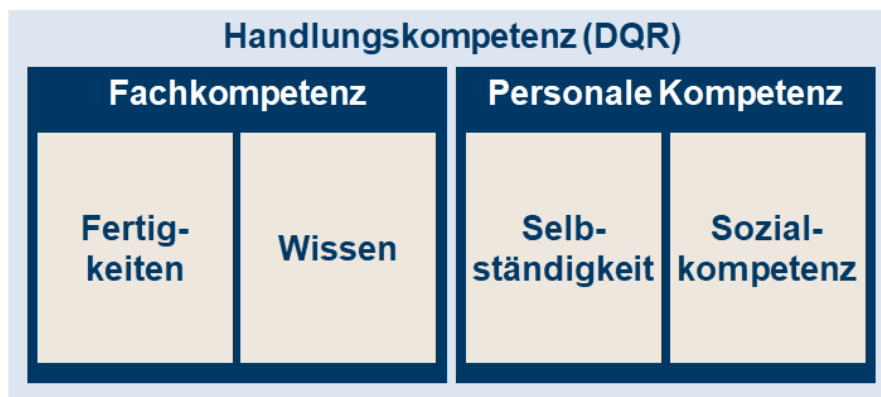 Handlungskompetenz (DQR)
Fachkompetenz
Personale Kompetenz
Fertig-
keiten
Wissen
Selb-
ständigkeit
Sozial-
kompetenz